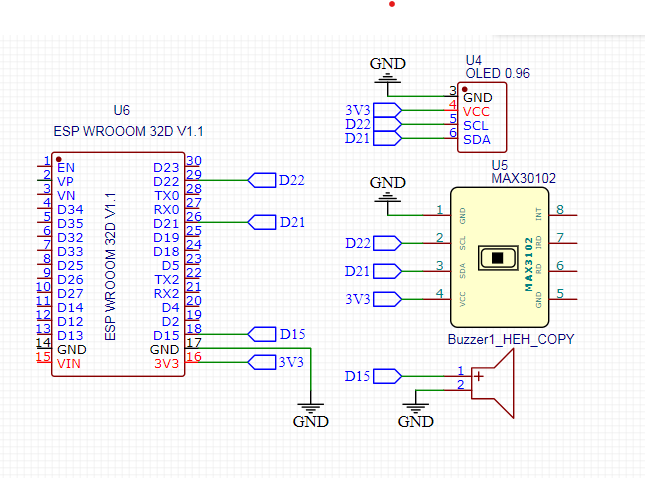 U6
ESP WROOOM 32D V1.1
1 EN D23 30
2 VP D22 29 D22
3 VN TX0 28
4 D34 RX0 27
5 D35 D21 26 D21
6 D32 D19 25
7 D33 D18 24
8 D25 D5 23
9 D26 TX2 22
10 D27 RX2 21
11 D14 D4 20
12 D12 D2 19
13 D13 D15 18 D15
14 GND GND 17
15 VIN 3V3 16 3V3
ESP WROOOM 32D V1.1
GND
GND
U4
OLED 0.96
3 GND
3V3 4 VCC
D22 5 SCL
D21 6 SDA
GND
U5
MAX30102
1 GND INT 8
D22 2 SCL IRD 7
D21 3 SDA RD 6
3V3 4 VCC GND 5
MAX3102
Buzzer1_HEH_COPY
D15 1 +
2
GND